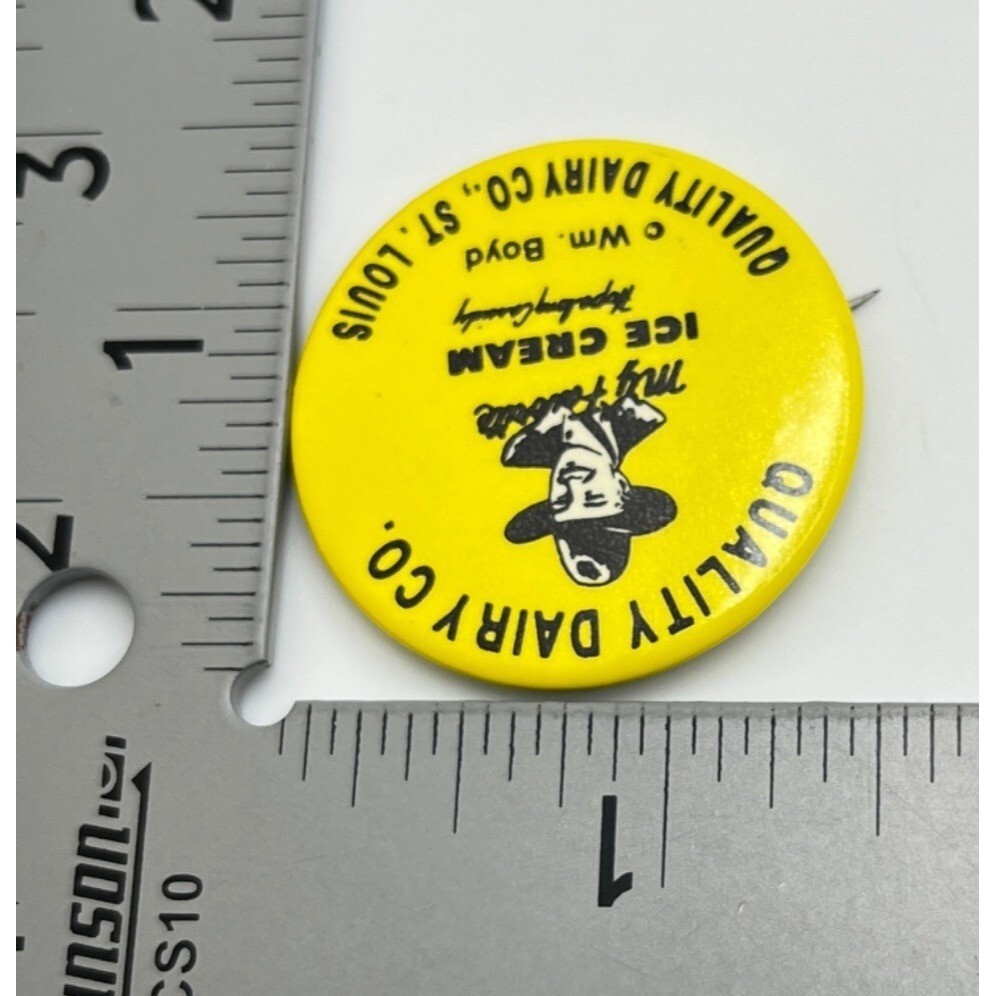 QUALITY DAIRY CO.
My Favorite
ICE CREAM
Hopalong Cassidy
c Wm. Boyd
QUALITY DAIRY CO., ST. LOUIS
2
3
1
2
1
CS10